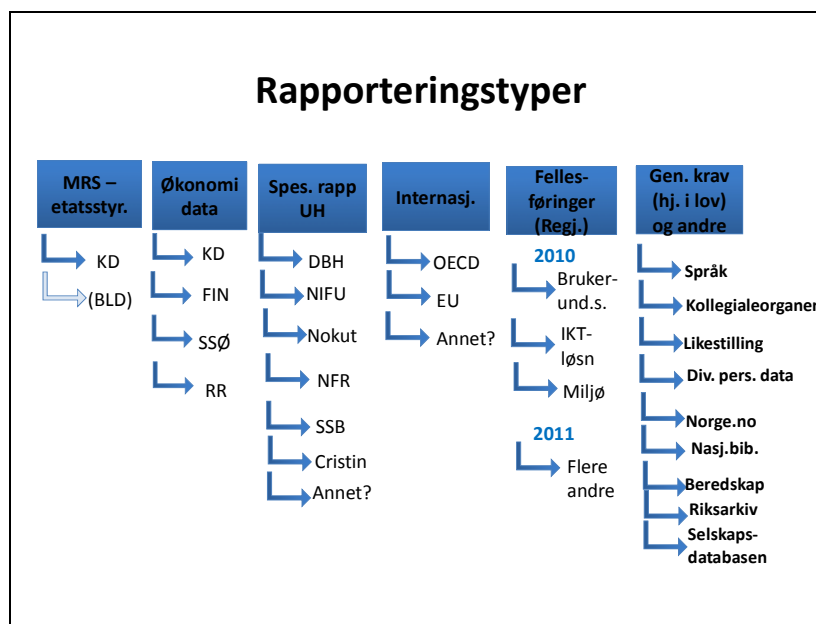 Rapporteringstyper
MRS –
etatsstyr.
KD
(BLD)
Økonomi
data
KD
FIN
SSØ
RR
Spes. rapp
UH
DBH
NIFU
Nokut
NFR
SSB
Cristin
Annet?
Internasj.
OECD
EU
Annet?
Felles-
føringer
(Regj.)
2010
Bruker-
und.s.
IKT-
løsn
Miljø
2011
Flere
andre
Gen. krav
(hj. i lov)
og andre
Språk
Kollegialeorganer
Likestilling
Div. pers. data
Norge.no
Nasj.bib.
Beredskap
Riksarkiv
Selskaps-
databasen